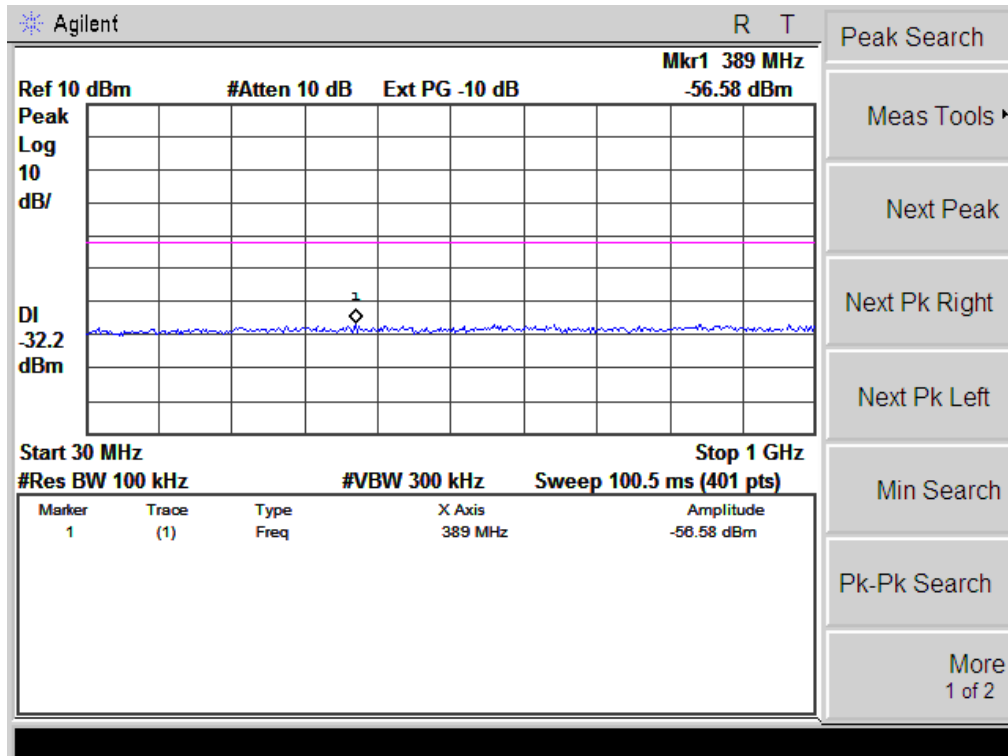 Agilent R T
Peak Search
Mkr1 389 MHz
Ref 10 dBm #Atten 10 dB Ext PG -10 dB -56.58 dBm
Peak
Log
10
dB/
1
DI
-32.2
dBm
Start 30 MHz Stop 1 GHz
#Res BW 100 kHz #VBW 300 kHz Sweep 100.5 ms (401 pts)
Marker Trace Type X Axis Amplitude
1 (1) Freq 389 MHz -56.58 dBm
Meas Tools
Next Peak
Next Pk Right
Next Pk Left
Min Search
Pk-Pk Search
More
1 of 2